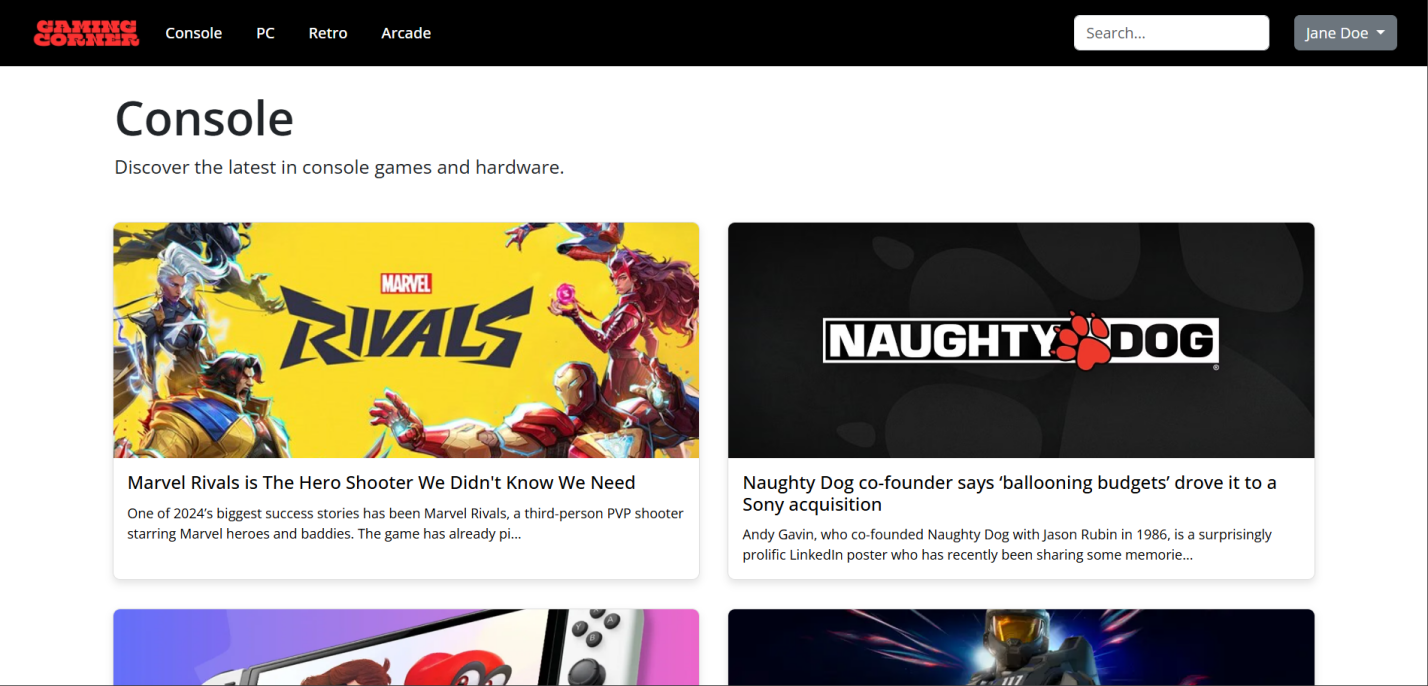 GAMING
CORNER
Console PC Retro Arcade
Search...
Jane Doe
Console
Discover the latest in console games and hardware.
MARVEL
RIVALS
NAUGHTY DOG
®
Marvel Rivals is The Hero Shooter We Didn't Know We Need
One of 2024’s biggest success stories has been Marvel Rivals, a third-person PVP shooter
starring Marvel heroes and baddies. The game has already pi...
Naughty Dog co-founder says ‘ballooning budgets’ drove it to a
Sony acquisition
Andy Gavin, who co-founded Naughty Dog with Jason Rubin in 1986, is a surprisingly
prolific LinkedIn poster who has recently been sharing some memorie...
X
A
Y
B
117